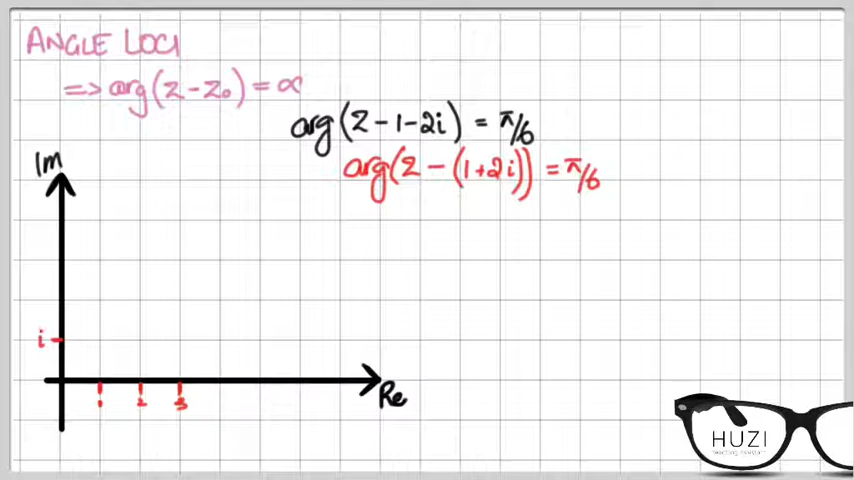 ANGLE LOCI
=> arg(z - z₀) = α
arg(z - 1 - 2i) = π/6
arg(z - (1+2i)) = π/6
Im
i
1 2 3
Re
HUZI